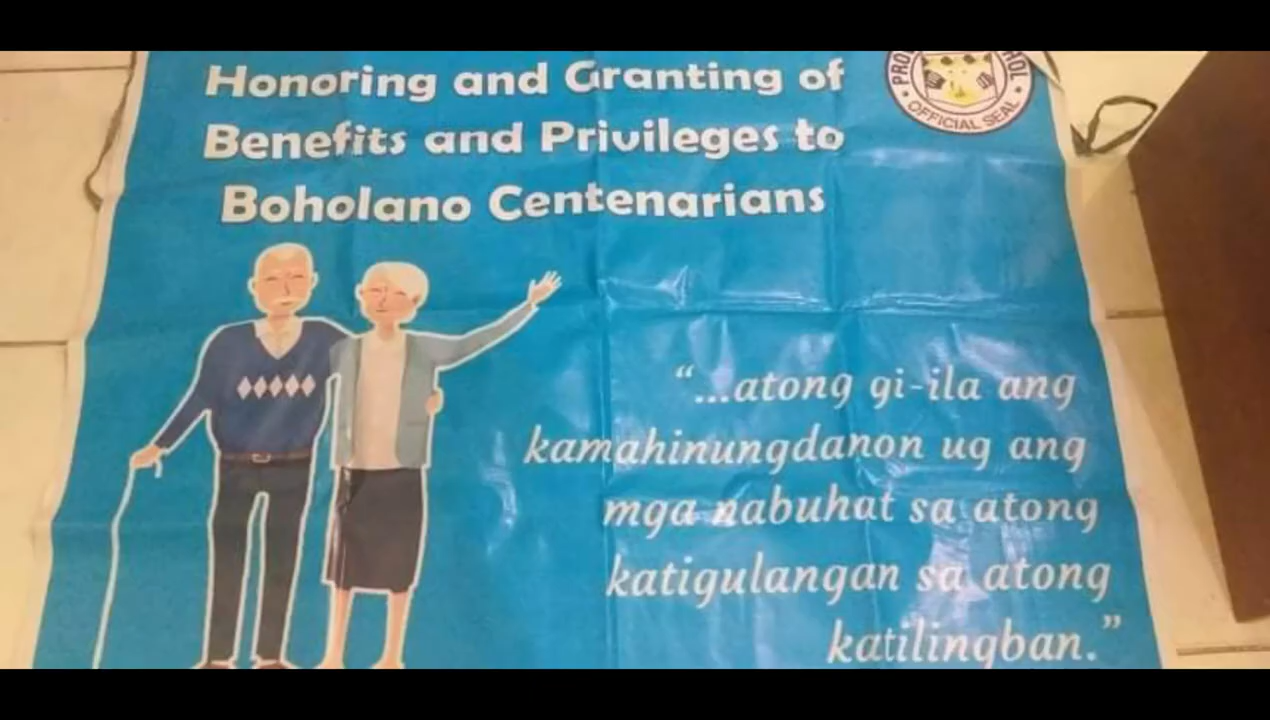 Honoring and Granting of
Benefits and Privileges to
Boholano Centenarians
OFFICIAL SEAL
"...atong gi-ila ang
kamahinungdanon ug ang
mga nabuhat sa atong
katigulangan sa atong
katilingban."